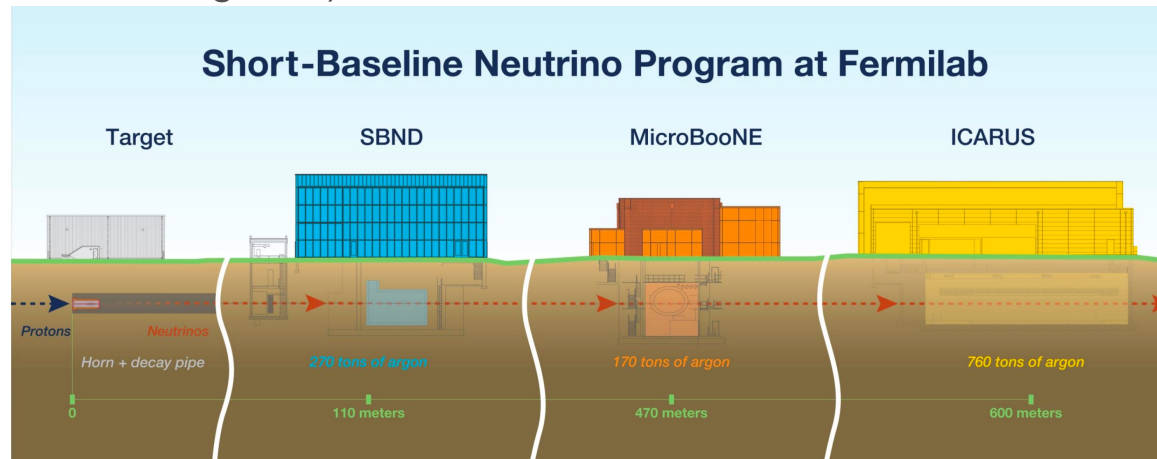 Short-Baseline Neutrino Program at Fermilab
Target SBND MicroBooNE ICARUS
Protons Neutrinos
Horn + decay pipe 270 tons of argon 170 tons of argon 760 tons of argon
0 110 meters 470 meters 600 meters